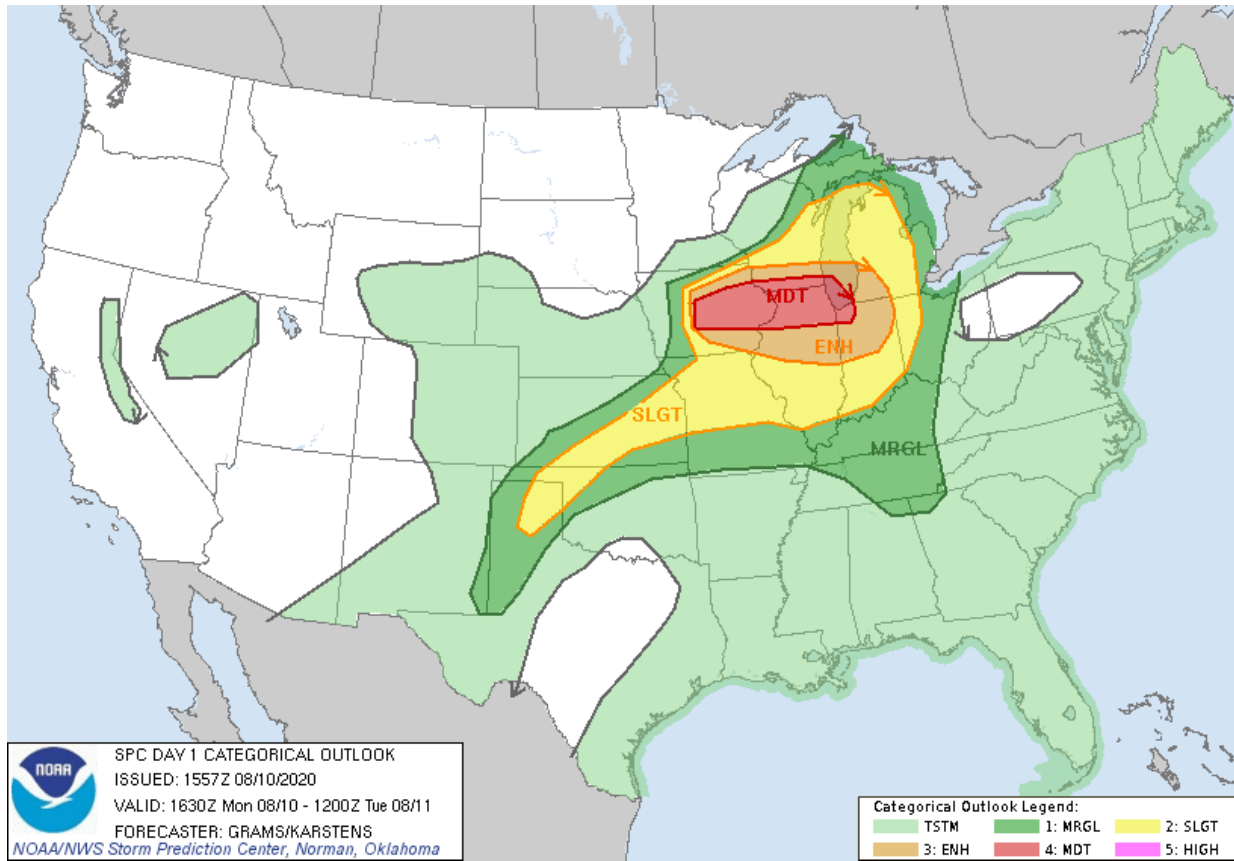 MDT
ENH
SLGT
MRGL
NOAA
SPC DAY 1 CATEGORICAL OUTLOOK
ISSUED: 1557Z 08/10/2020
VALID: 1630Z Mon 08/10 - 1200Z Tue 08/11
FORECASTER: GRAMS/KARSTENS
NOAA/NWS Storm Prediction Center, Norman, Oklahoma
Categorical Outlook Legend:
TSTM 1: MRGL 2: SLGT
3: ENH 4: MDT 5: HIGH